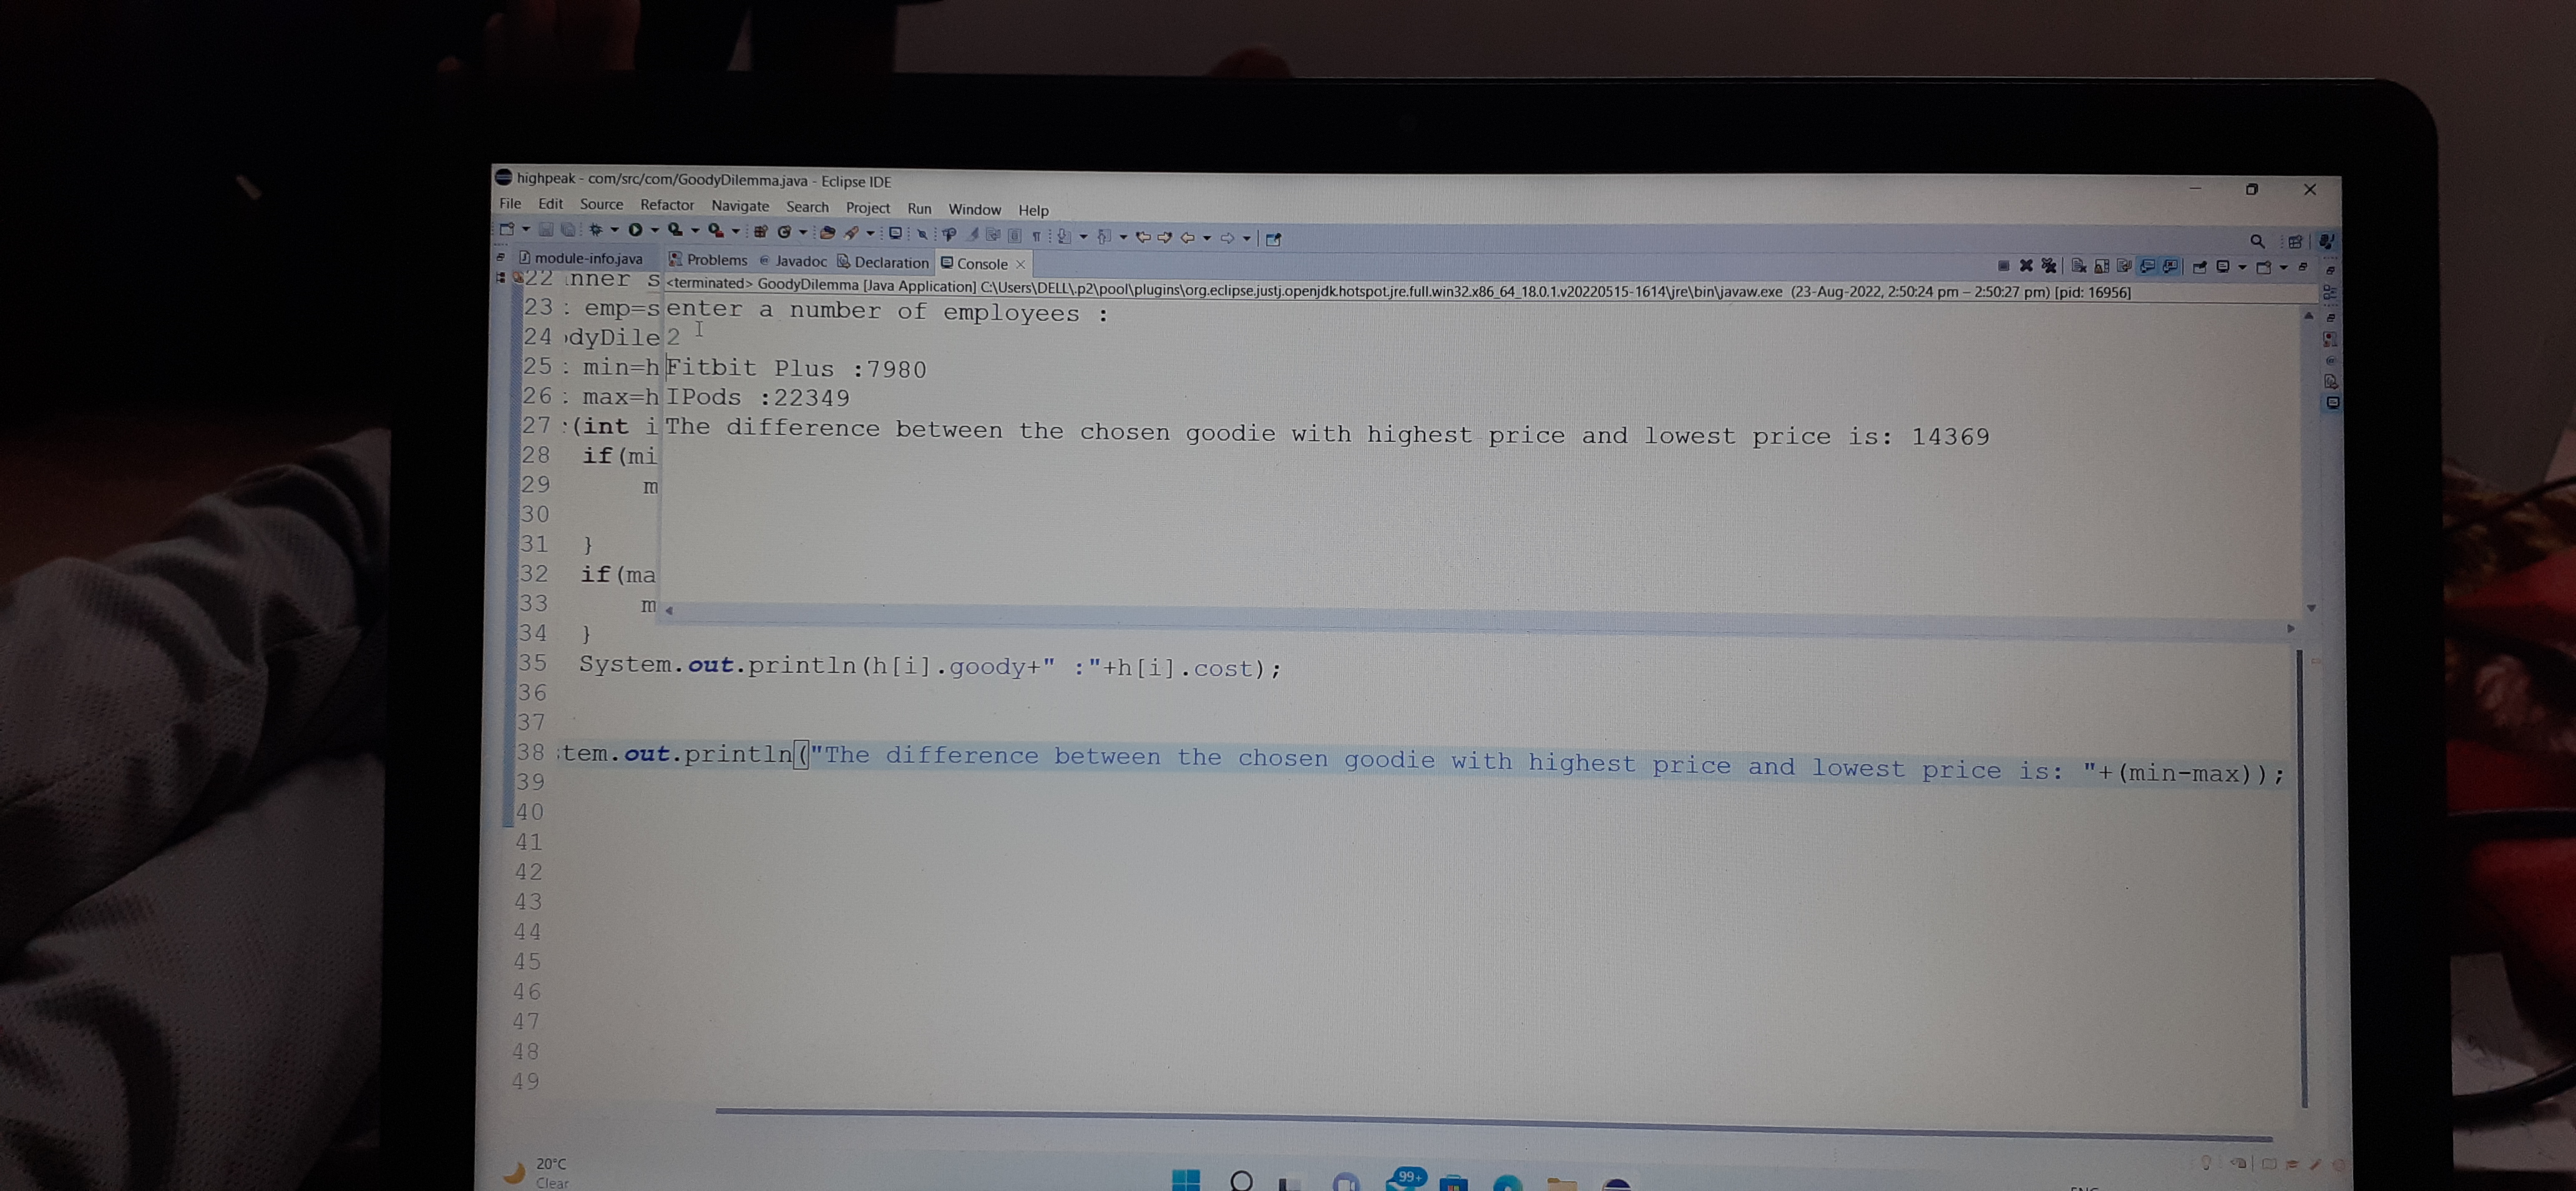 highpeak - com/src/com/GoodyDilemma.java - Eclipse IDE
File Edit Source Refactor Navigate Search Project Run Window Help
module-info.java
Problems Javadoc Declaration Console
22 nner s
<terminated> GoodyDilemma [Java Application] C:\Users\DELL\.p2\pool\plugins\org.eclipse.justj.openjdk.hotspot.jre.full.win32.x86_64_18.0.1.v20220515-1614\jre\bin\javaw.exe (23-Aug-2022, 2:50:24 pm – 2:50:27 pm) [pid: 16956]
23 : emp=s enter a number of employees :
24 dyDile 2
25 : min=h Fitbit Plus :7980
26 : max=h IPods :22349
27 :(int i The difference between the chosen goodie with highest price and lowest price is: 14369
28 if(mi
29 m
30
31 }
32 if(ma
33 m
34 }
35 System.out.println(h[i].goody+" :"+h[i].cost);
36
37
38 tem.out.println("The difference between the chosen goodie with highest price and lowest price is: "+(min-max));
39
40
41
42
43
44
45
46
47
48
49
20°C
Clear
99+